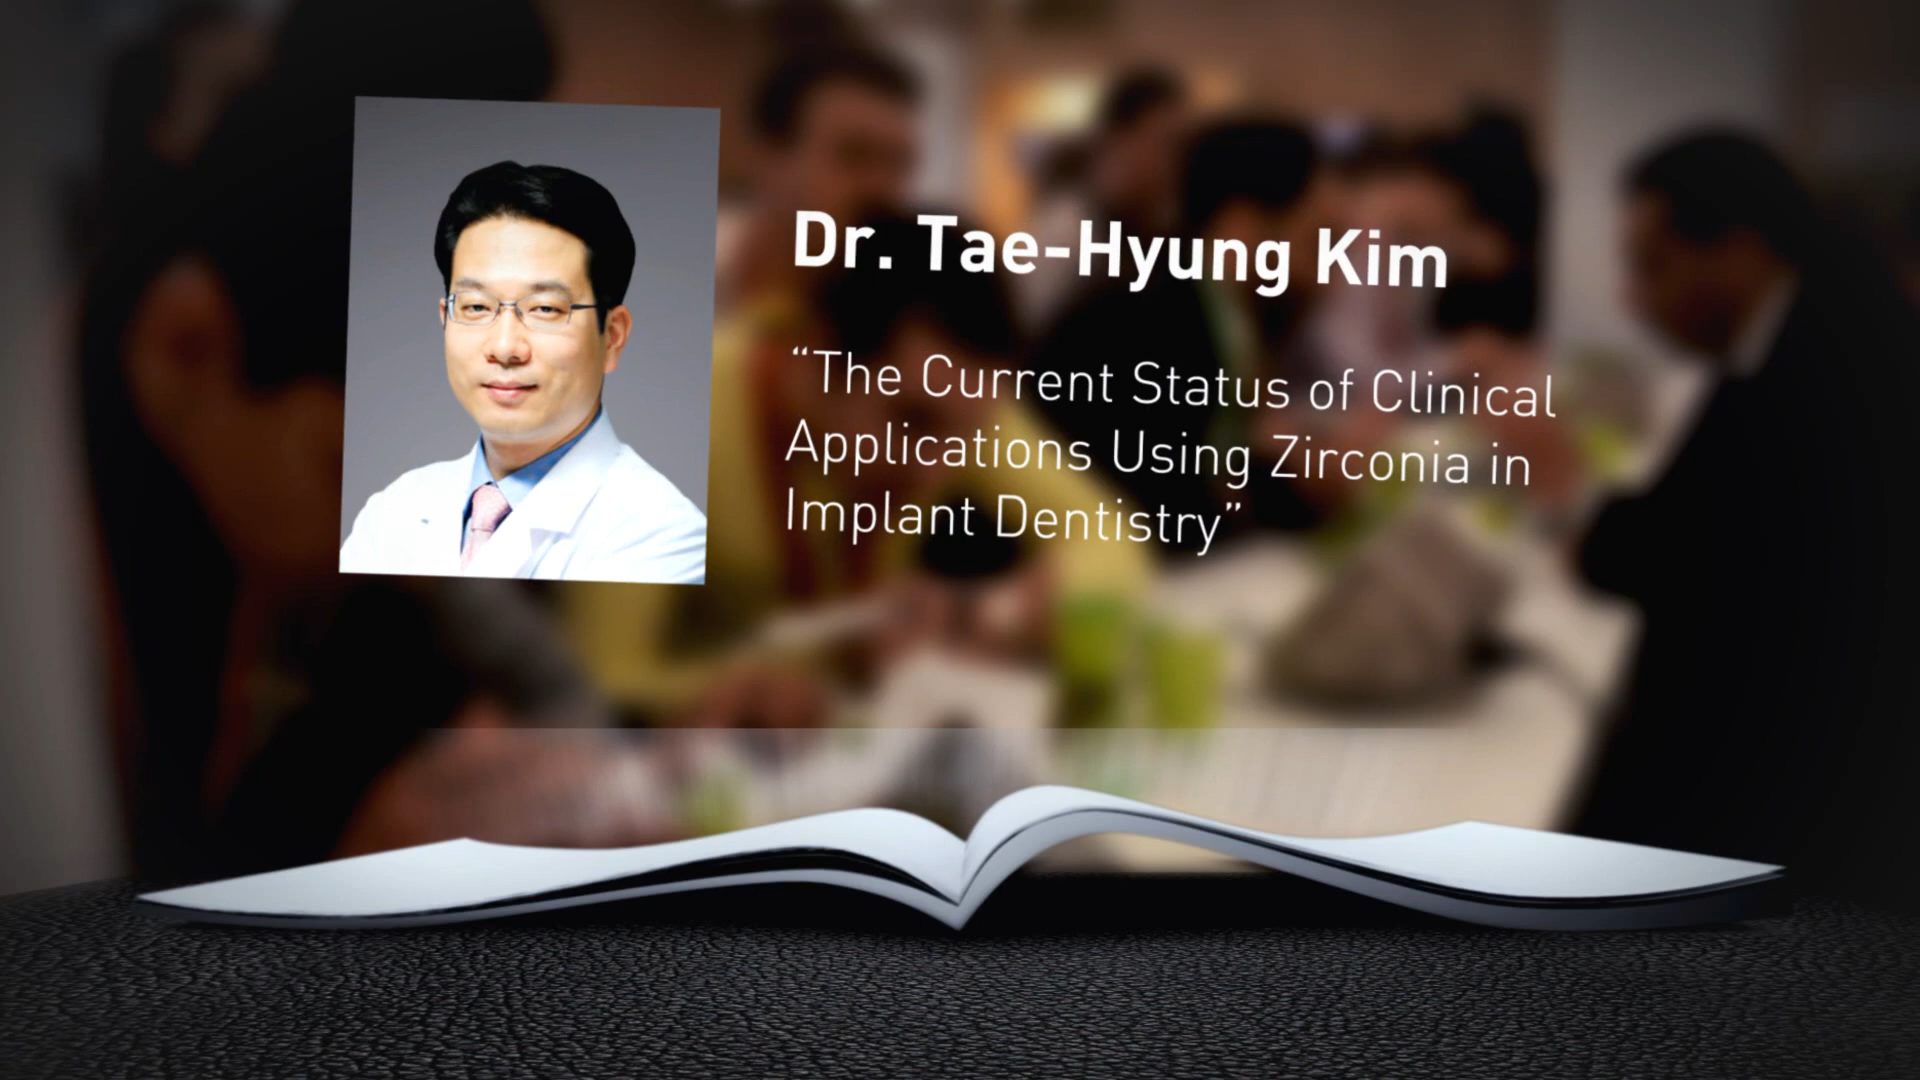 Dr. Tae-Hyung Kim
“The Current Status of Clinical
Applications Using Zirconia in
Implant Dentistry”